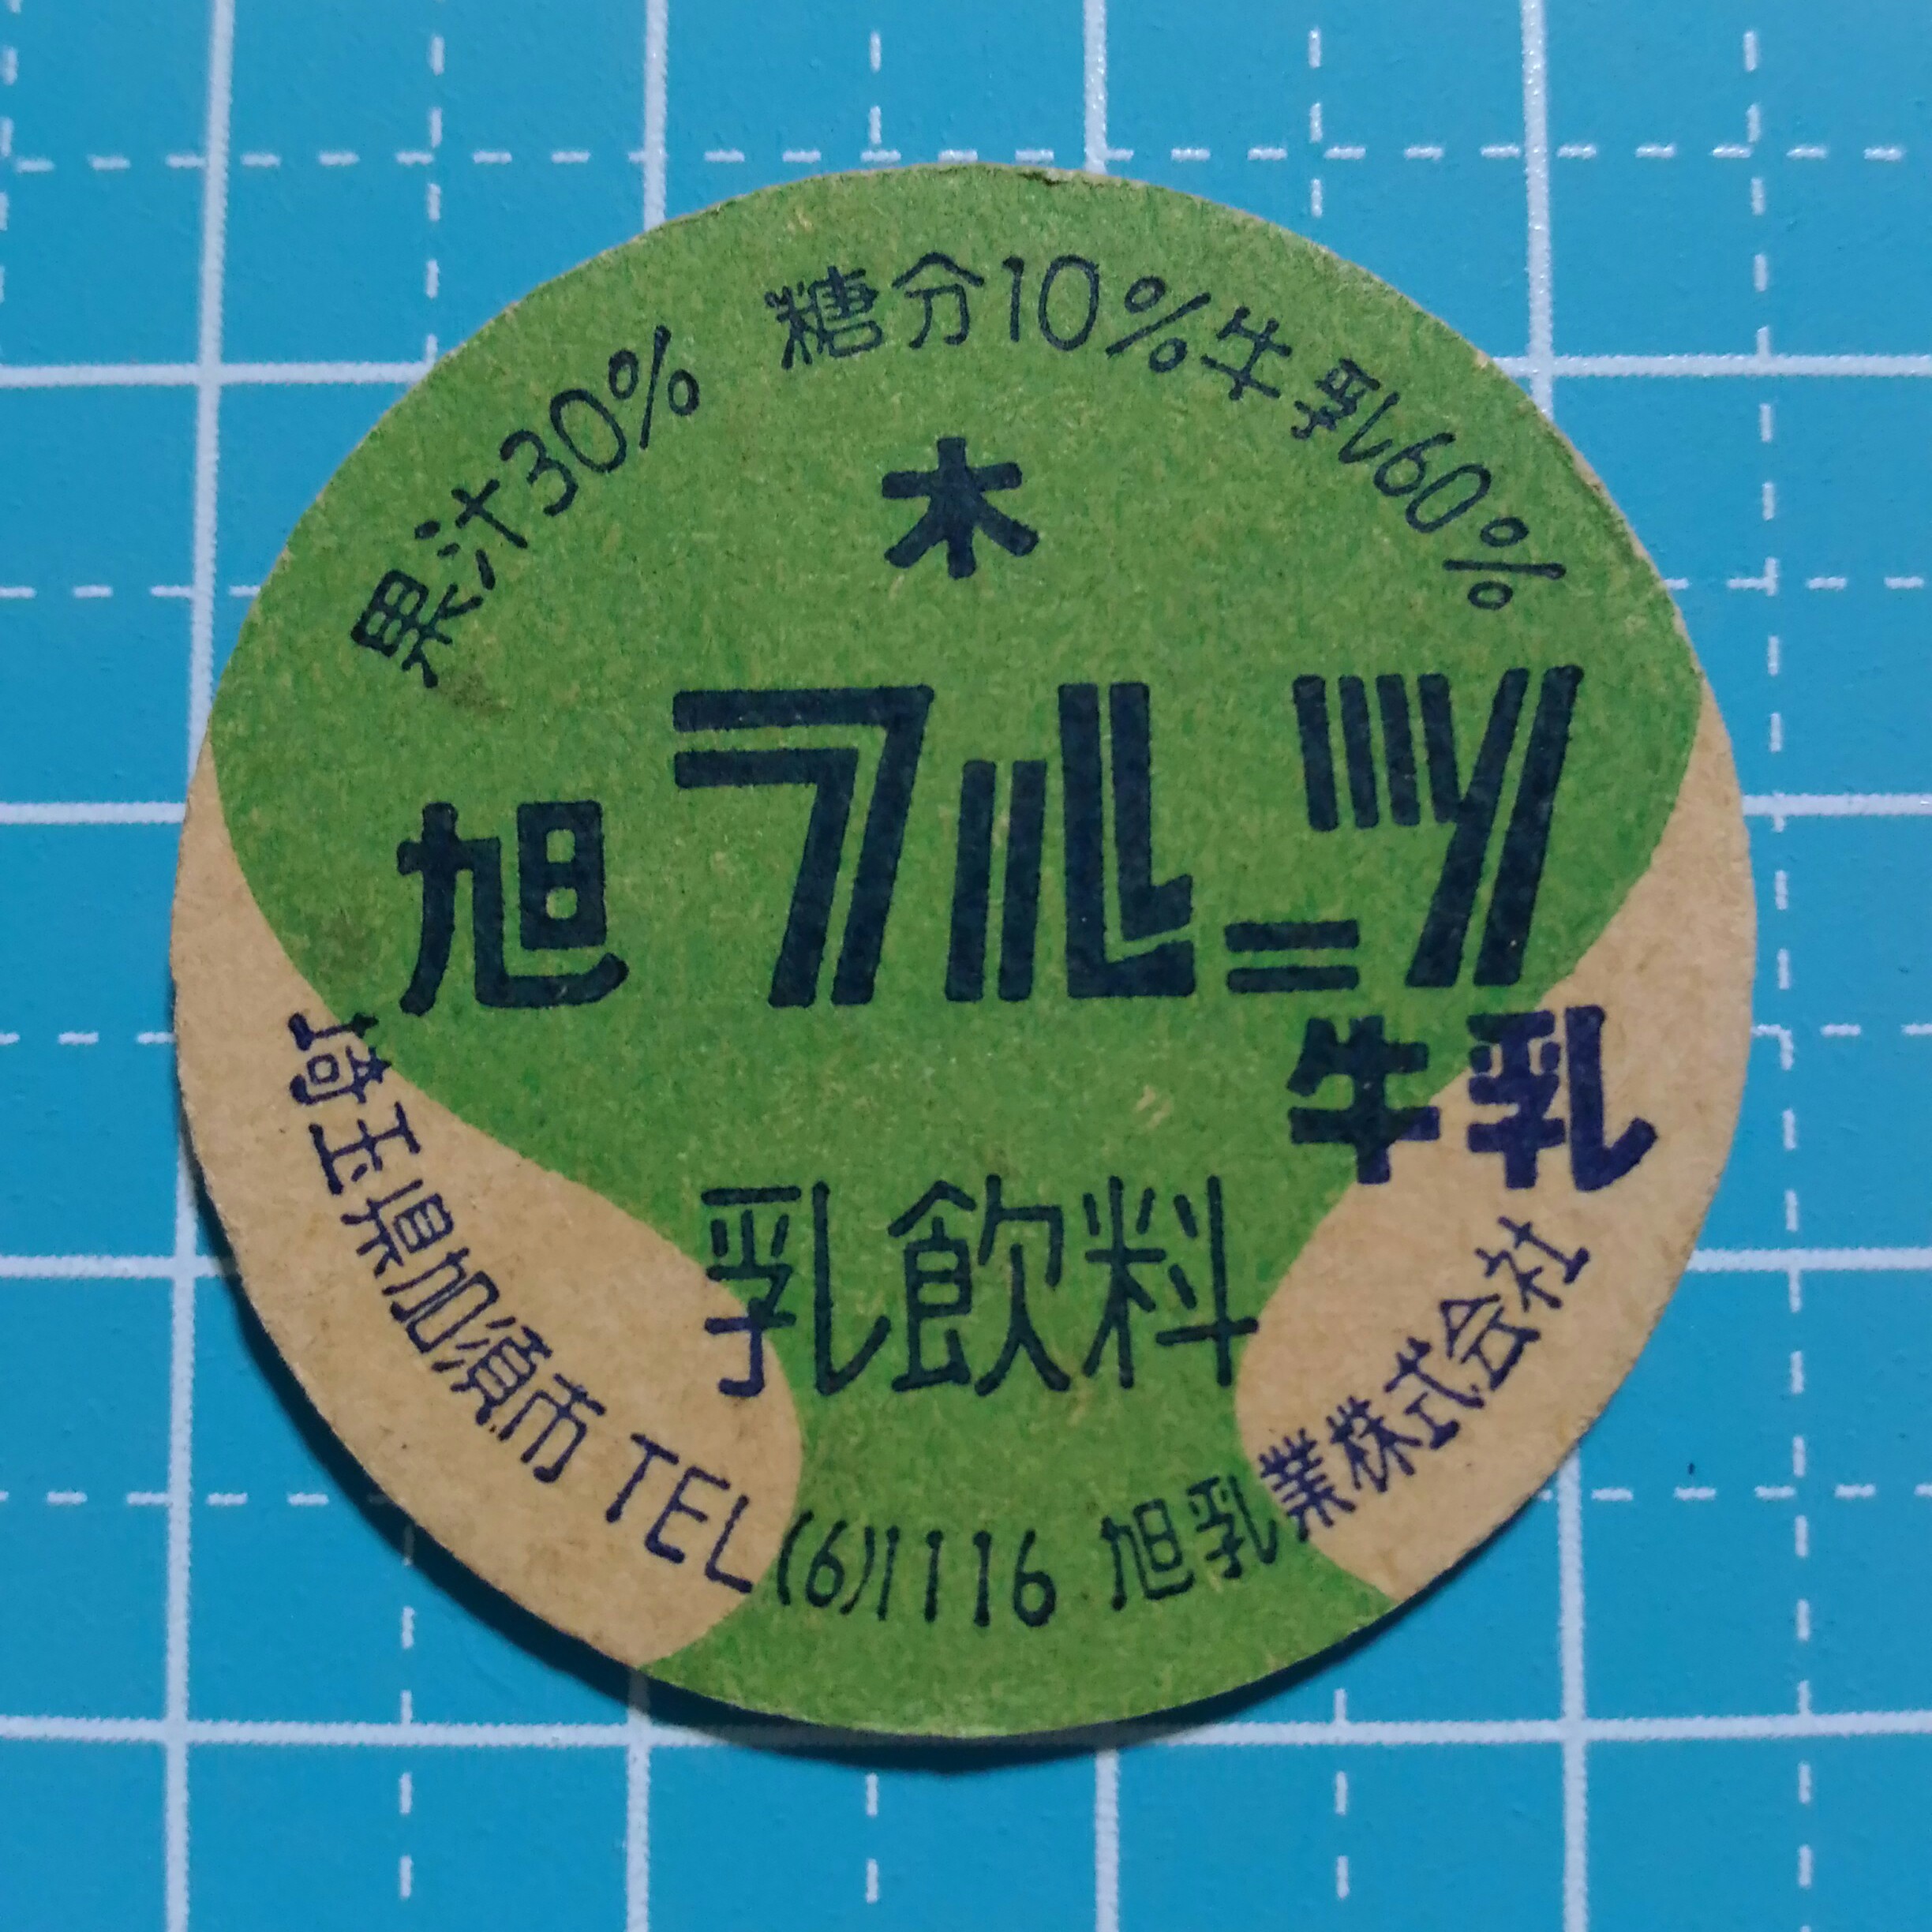 果汁30% 糖分10%牛乳60%
木
旭フルーツ
牛乳
乳飲料
埼玉県加須市 TEL(6)1116 旭乳業株式会社